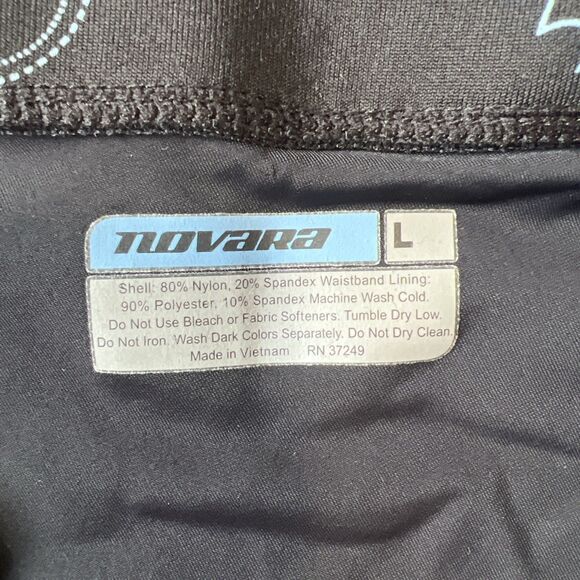 novara L
Shell: 80% Nylon, 20% Spandex Waistband Lining:
90% Polyester, 10% Spandex Machine Wash Cold.
Do Not Use Bleach or Fabric Softeners. Tumble Dry Low.
Do Not Iron, Wash Dark Colors Separately. Do Not Dry Clean.
Made in Vietnam RN 37249